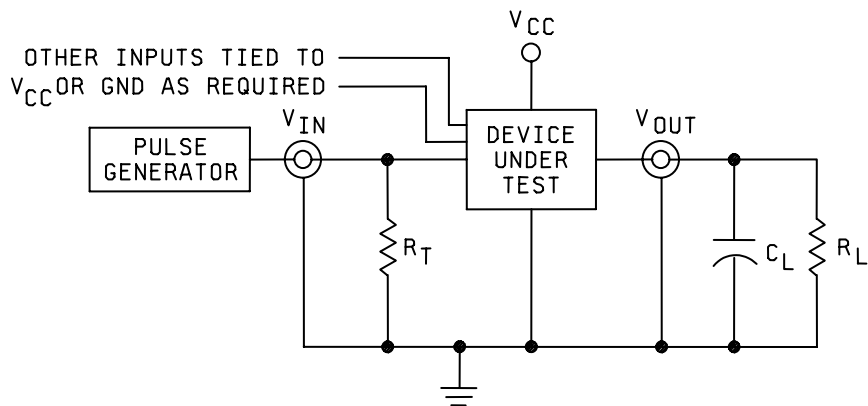 VCC
OTHER INPUTS TIED TO
VCC OR GND AS REQUIRED
VIN
VOUT
PULSE
GENERATOR
DEVICE
UNDER
TEST
RT
CL
RL